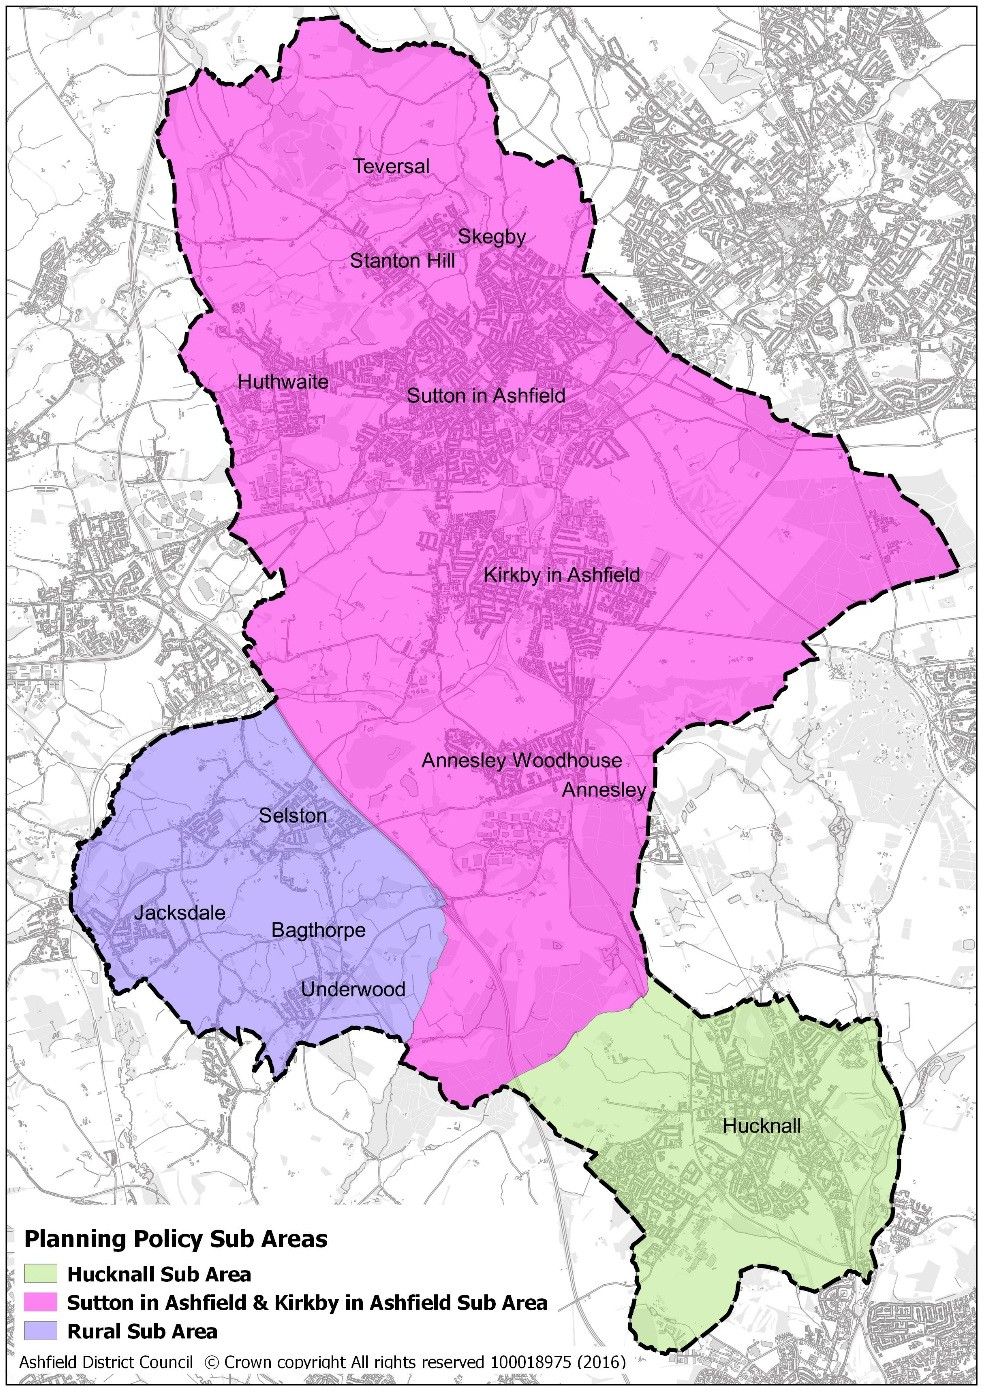 Teversal
Skegby
Stanton Hill
Huthwaite
Sutton in Ashfield
Kirkby in Ashfield
Annesley Woodhouse
Annesley
Selston
Jacksdale
Bagthorpe
Underwood
Hucknall
Planning Policy Sub Areas
Hucknall Sub Area
Sutton in Ashfield & Kirkby in Ashfield Sub Area
Rural Sub Area
Ashfield District Council © Crown copyright All rights reserved 100018975 (2016)